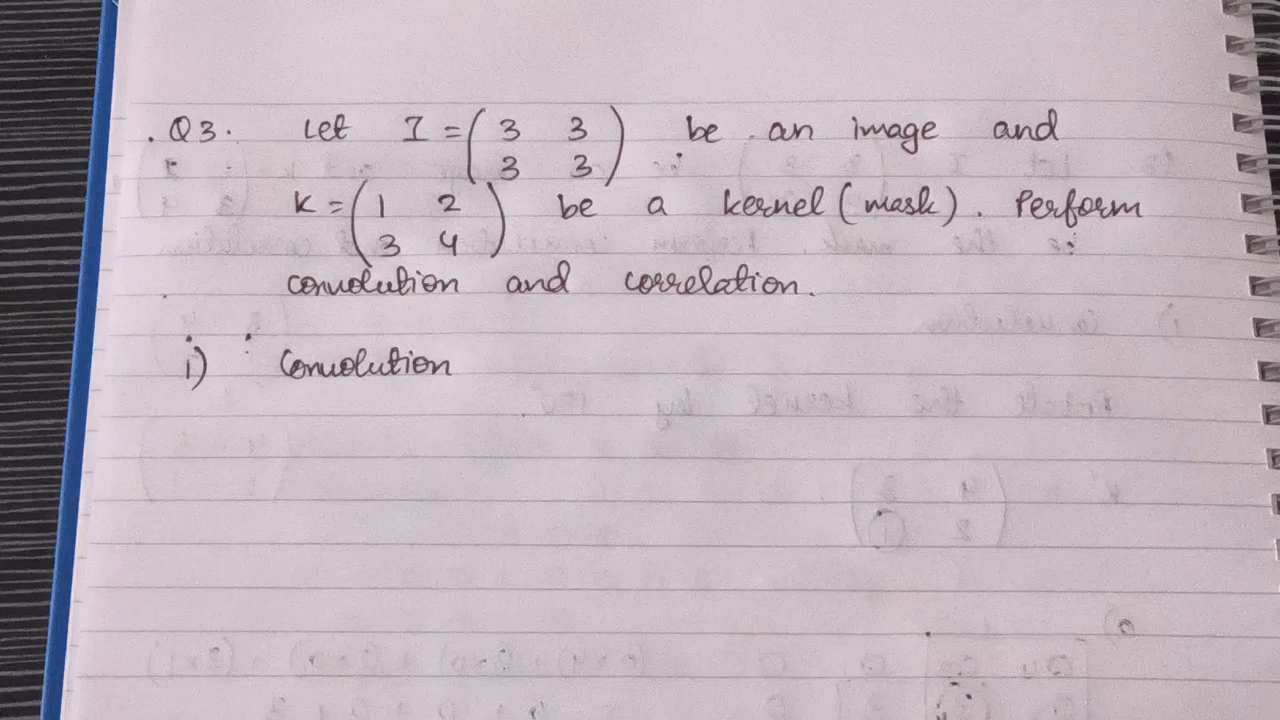 . Q3. Let I = ( 3 3 ) be an image and
3 3
K = ( 1 2 ) be a kernel (mask). Perform
3 4
convolution and correlation.
i) Convolution